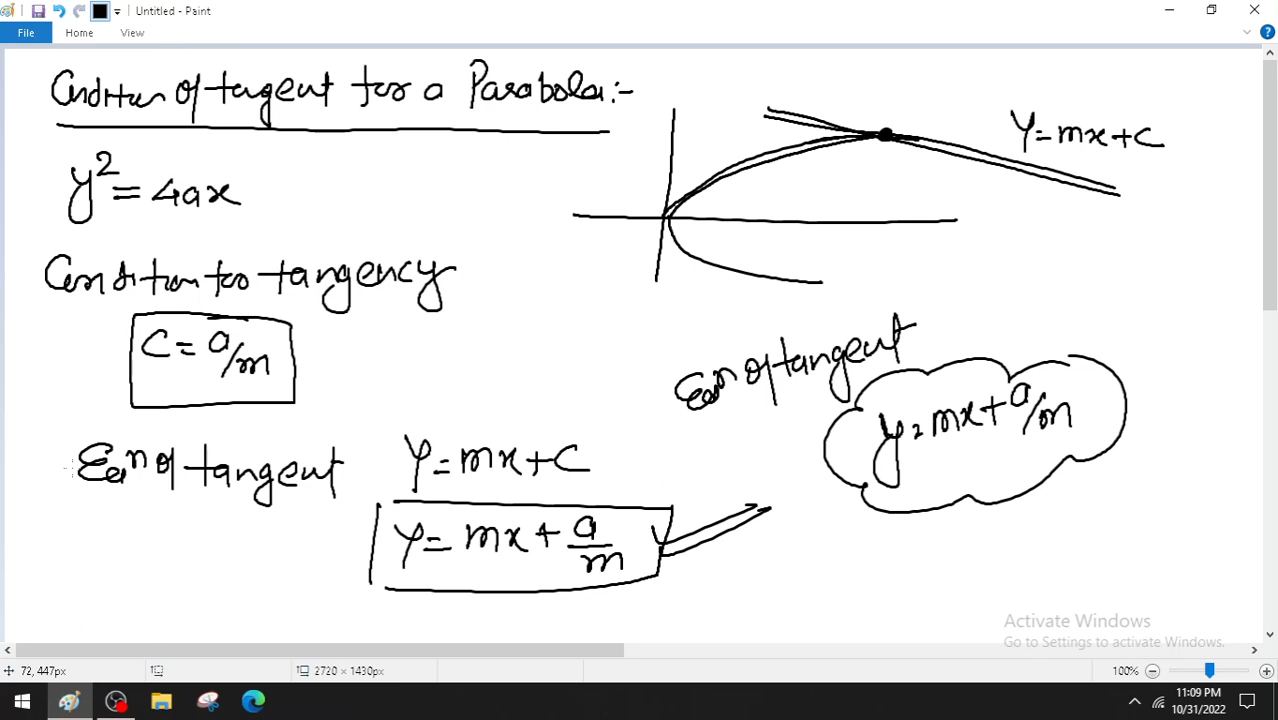 Untitled - Paint
File Home View
Condition of tangent for a Parabola:-
Y=mx+c
y²=4ax
Condition for tangency
C=a/m
Eqn of tangent
y=mx+a/m
Eqn of tangent Y=mx+c
Y=mx+a/m
Activate Windows
Go to Settings to activate Windows.
72, 447px
2720 × 1430px
100%
11:09 PM
10/31/2022